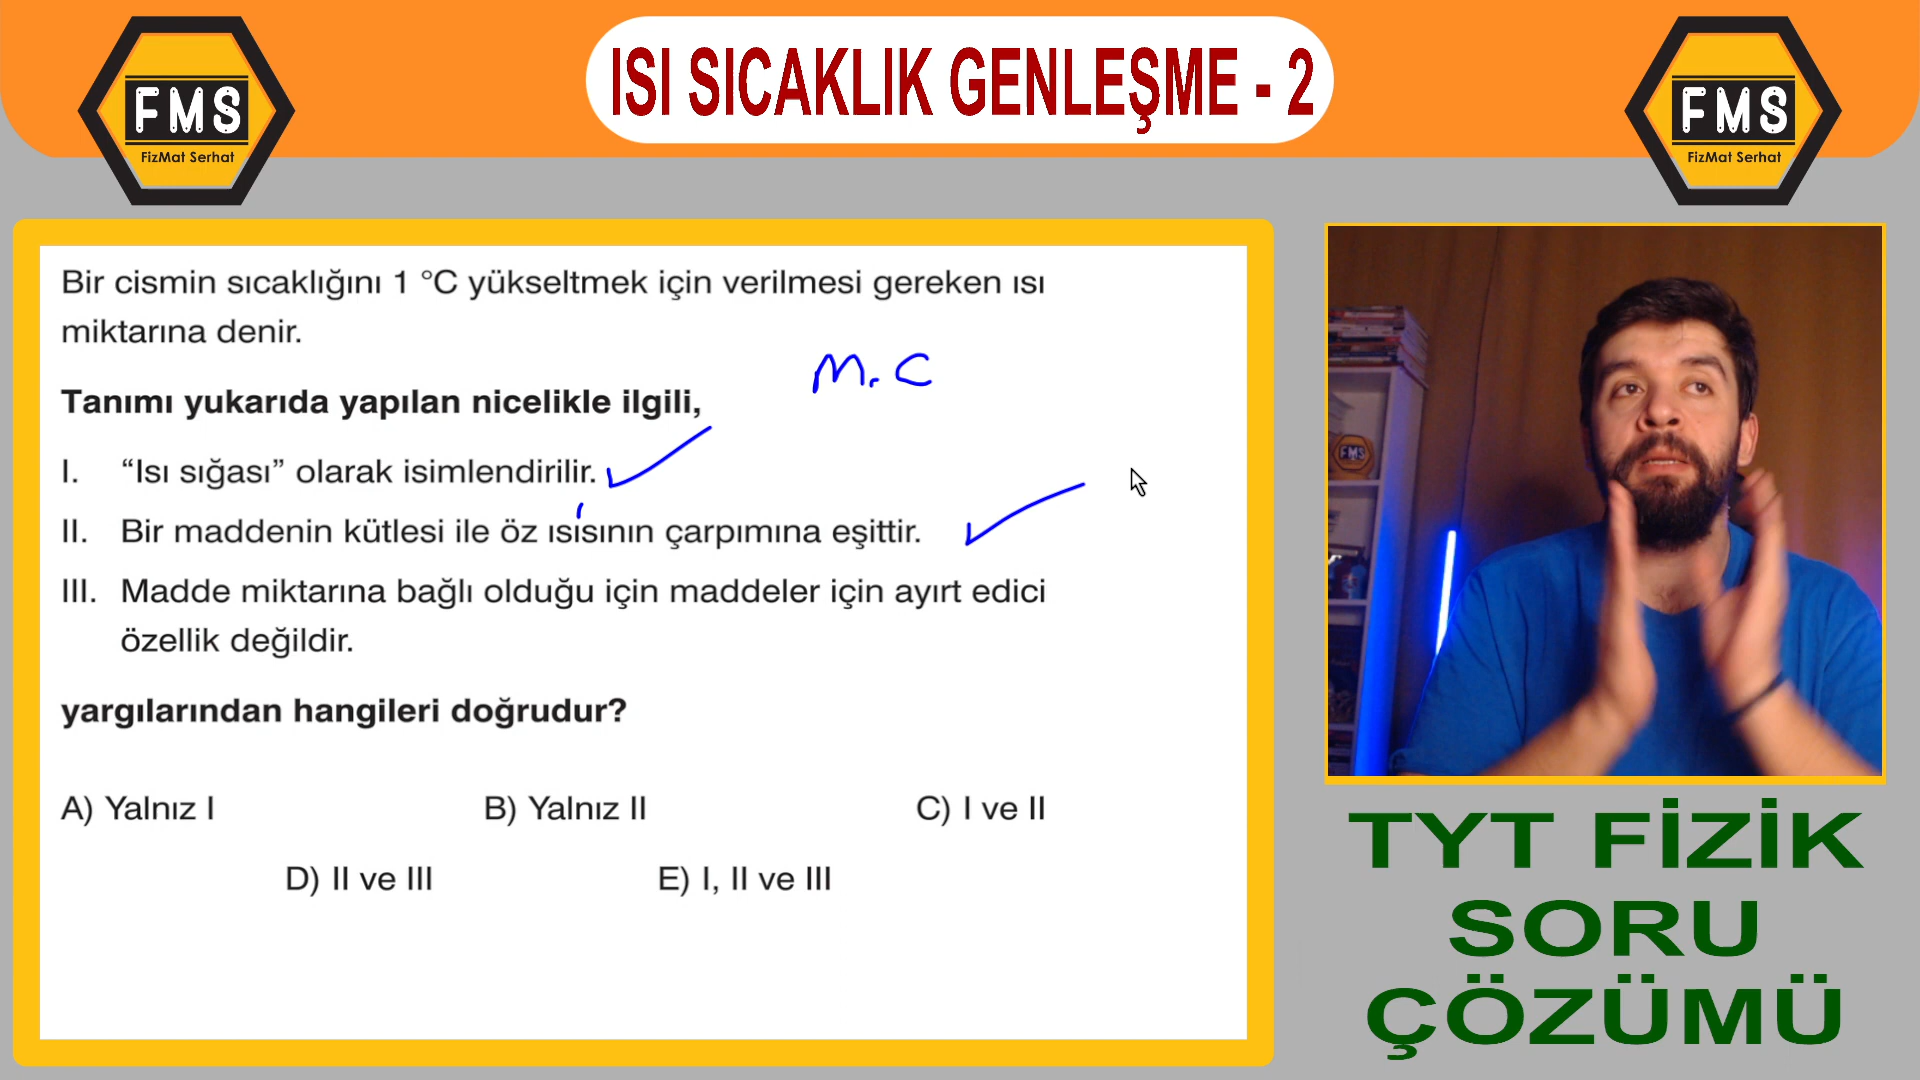 ISI SICAKLIK GENLEŞME - 2
FMS
FizMat Serhat
FMS
FizMat Serhat
Bir cismin sıcaklığını 1 °C yükseltmek için verilmesi gereken ısı
miktarına denir.
m. c
Tanımı yukarıda yapılan nicelikle ilgili,
I. “Isı sığası” olarak isimlendirilir.
II. Bir maddenin kütlesi ile öz ısısının çarpımına eşittir.
III. Madde miktarına bağlı olduğu için maddeler için ayırt edici
özellik değildir.
yargılarından hangileri doğrudur?
A) Yalnız I B) Yalnız II C) I ve II
D) II ve III E) I, II ve III
FMS
TYT FİZİK
SORU
ÇÖZÜMÜ